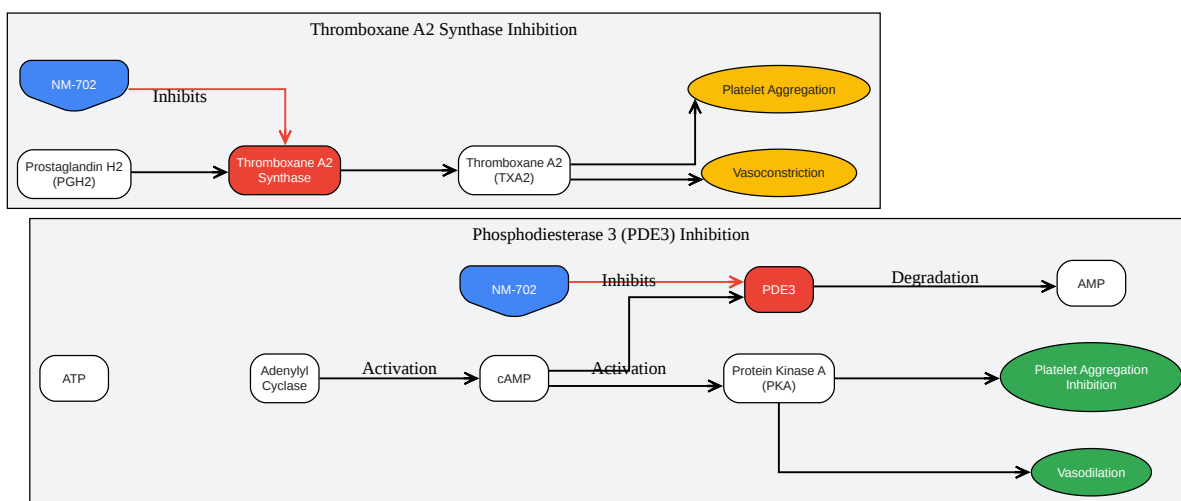 Thromboxane A2 Synthase Inhibition
NM-702
Inhibits
Platelet Aggregation
Prostaglandin H2
(PGH2)
Thromboxane A2
Synthase
Thromboxane A2
(TXA2)
Vasoconstriction
Phosphodiesterase 3 (PDE3) Inhibition
NM-702
Inhibits
PDE3
Degradation
AMP
ATP
Adenylyl
Cyclase
Activation
cAMP
Activation
Protein Kinase A
(PKA)
Platelet Aggregation
Inhibition
Vasodilation